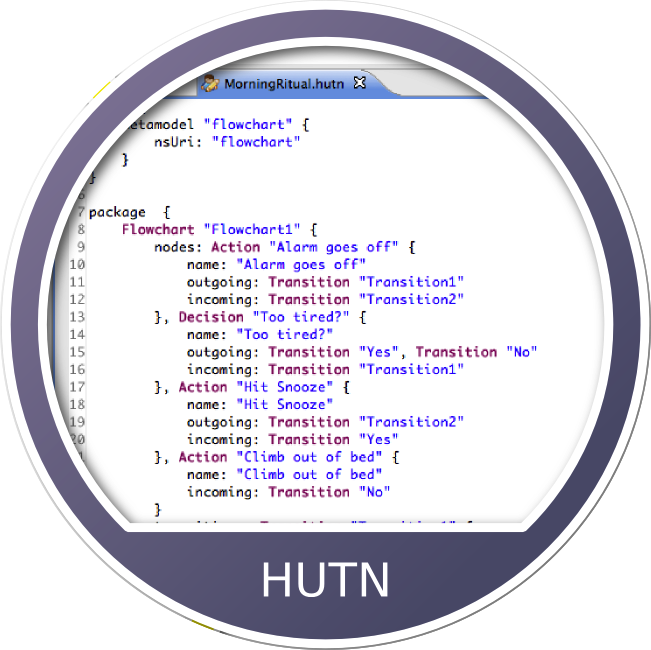 MorningRitual.hutn
"flowchart" {
nsUri: "flowchart"
}
}
7 package {
8 Flowchart "Flowchart1" {
9 nodes: Action "Alarm goes off" {
10 name: "Alarm goes off"
11 outgoing: Transition "Transition1"
12 incoming: Transition "Transition2"
13 }, Decision "Too tired?" {
14 name: "Too tired?"
15 outgoing: Transition "Yes", Transition "No"
16 incoming: Transition "Transition1"
17 }, Action "Hit Snooze" {
18 name: "Hit Snooze"
19 outgoing: Transition "Transition2"
20 incoming: Transition "Yes"
}, Action "Climb out of bed" {
name: "Climb out of bed"
incoming: Transition "No"
}
HUTN